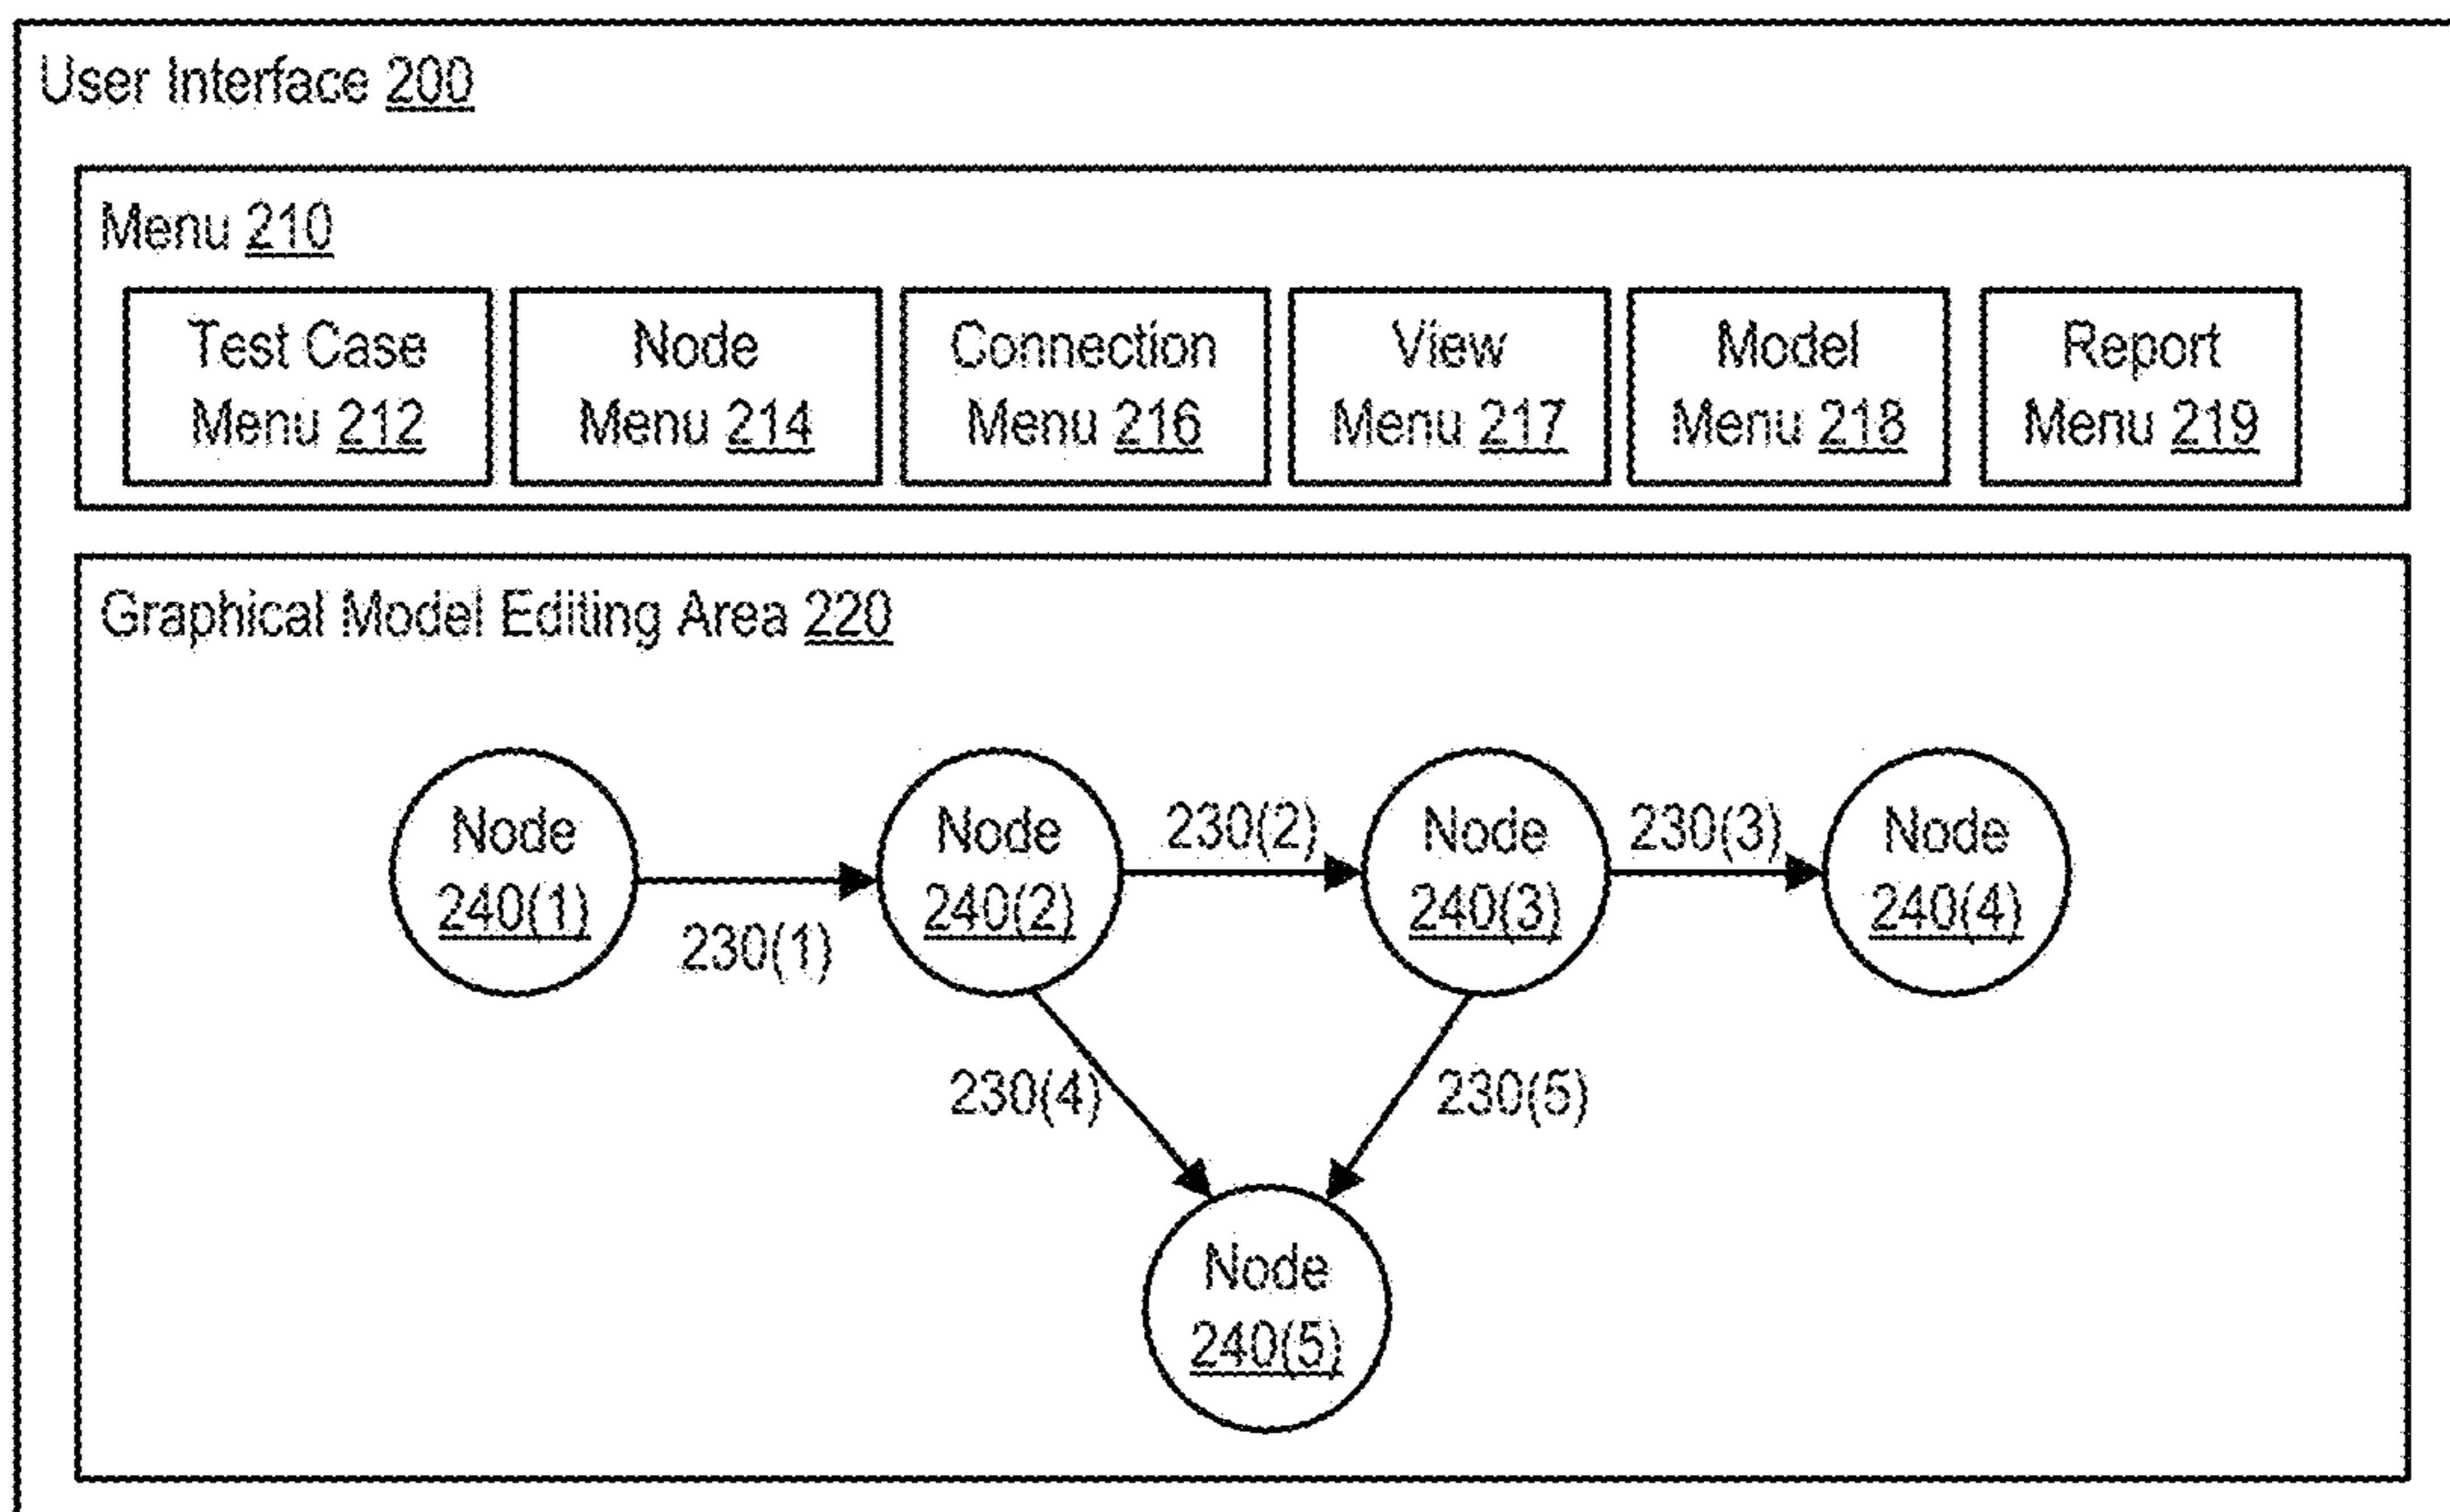 User Interface 200
Menu 210
Test Case
Menu 212
Node
Menu 214
Connection
Menu 216
View
Menu 217
Model
Menu 218
Report
Menu 219
Graphical Model Editing Area 220
Node
240(1)
230(1)
Node
240(2)
230(2)
Node
240(3)
230(3)
Node
240(4)
230(4)
230(5)
Node
240(5)